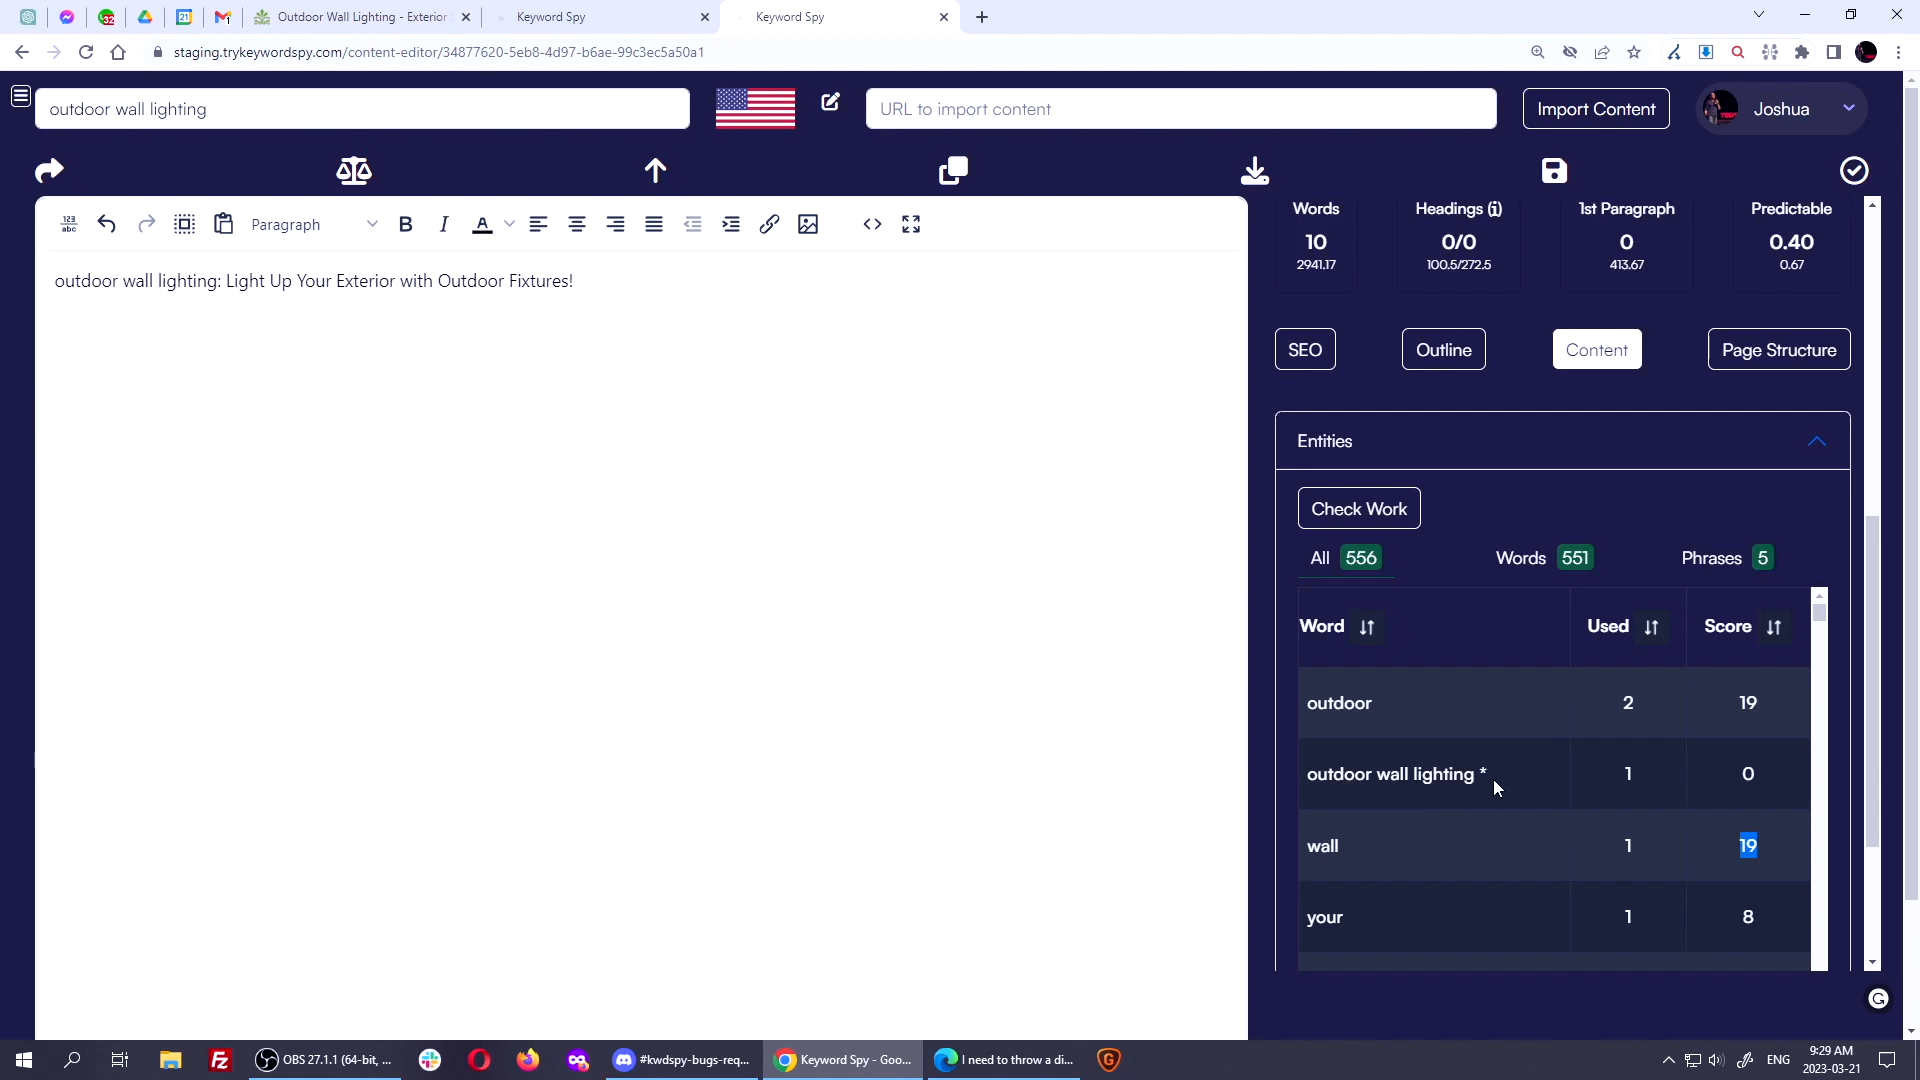 Outdoor Wall Lighting - Exterior
Keyword Spy
Keyword Spy
staging.trykeywordspy.com/content-editor/34877620-5eb8-4d97-b6ae-99c3ec5a50a1
outdoor wall lighting
URL to import content
Import Content
Joshua
Paragraph
outdoor wall lighting: Light Up Your Exterior with Outdoor Fixtures!
Words
Headings (i)
1st Paragraph
Predictable
10
0/0
0
0.40
2941.17
100.5/272.5
413.67
0.67
SEO
Outline
Content
Page Structure
Entities
Check Work
All 556
Words 551
Phrases 5
Word
Used
Score
outdoor 2 19
outdoor wall lighting * 1 0
wall 1 19
your 1 8
OBS 27.1.1 (64-bit, ...
#kwdspy-bugs-req...
Keyword Spy - Goo...
I need to throw a di...
ENG
9:29 AM
2023-03-21